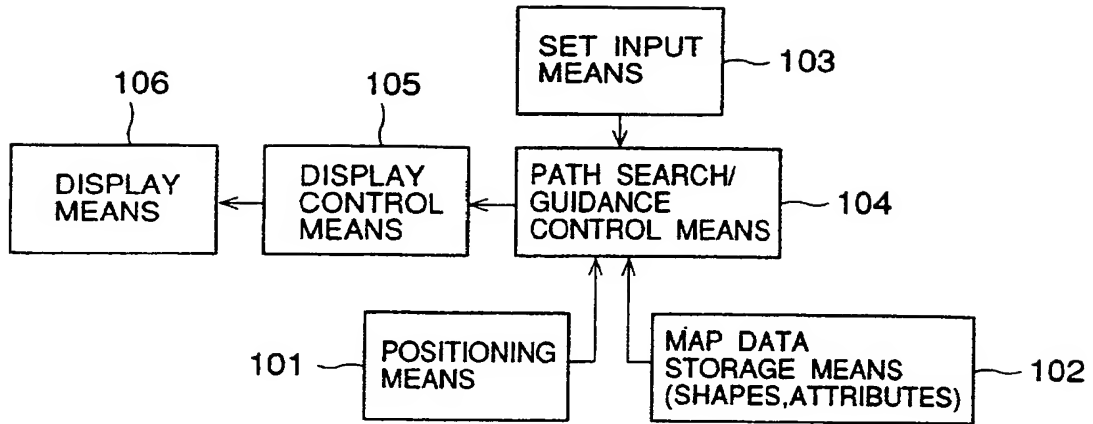 SET INPUT
MEANS
103
106
105
DISPLAY
MEANS
DISPLAY
CONTROL
MEANS
PATH SEARCH/
GUIDANCE
CONTROL MEANS
104
101
POSITIONING
MEANS
MAP DATA
STORAGE MEANS
(SHAPES,ATTRIBUTES)
102